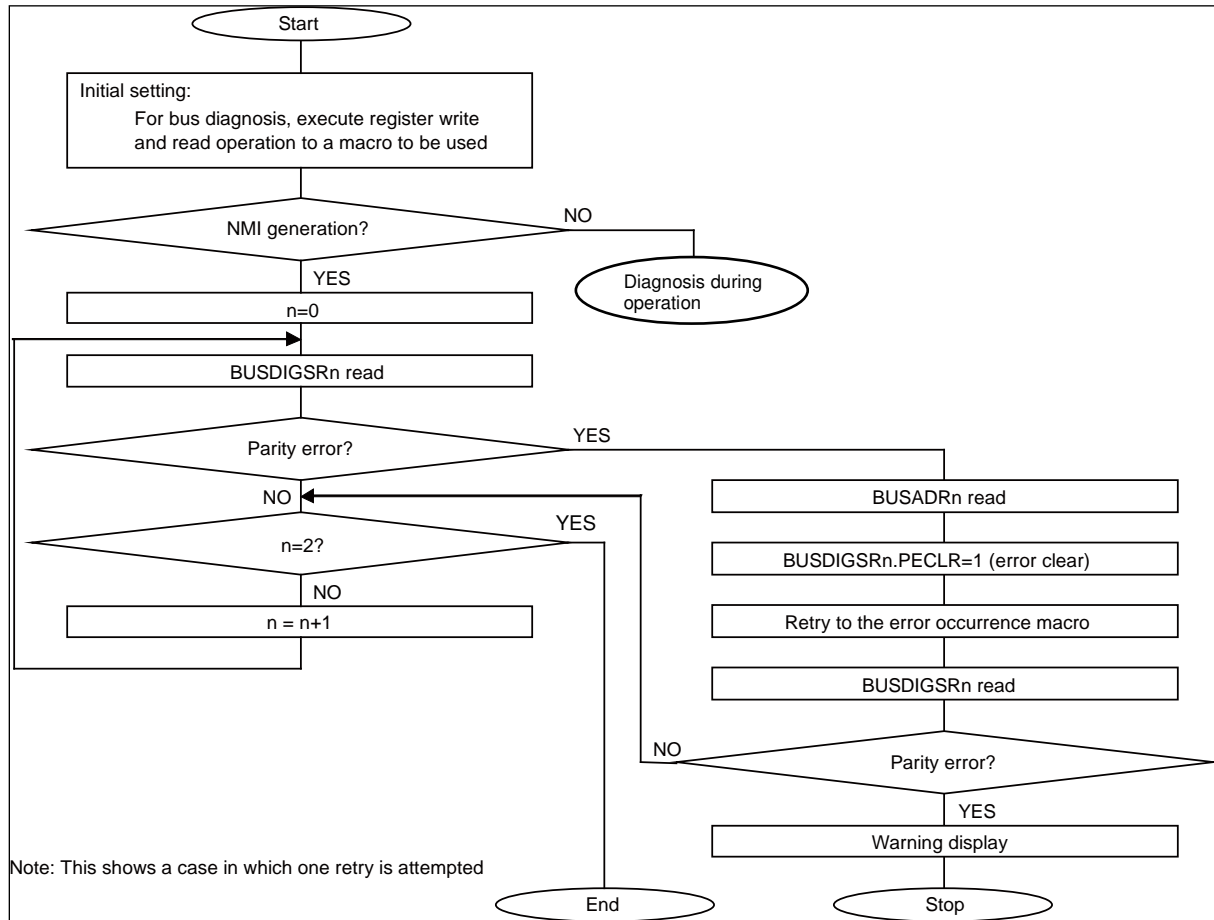 Start
Initial setting:
For bus diagnosis, execute register write
and read operation to a macro to be used
NMI generation?
NO
YES
Diagnosis during
operation
n=0
BUSDIGSRn read
Parity error?
YES
NO
BUSADRn read
n=2?
YES
BUSDIGSRn.PECLR=1 (error clear)
NO
n = n+1
Retry to the error occurrence macro
BUSDIGSRn read
NO
Parity error?
YES
Warning display
Note: This shows a case in which one retry is attempted
End
Stop